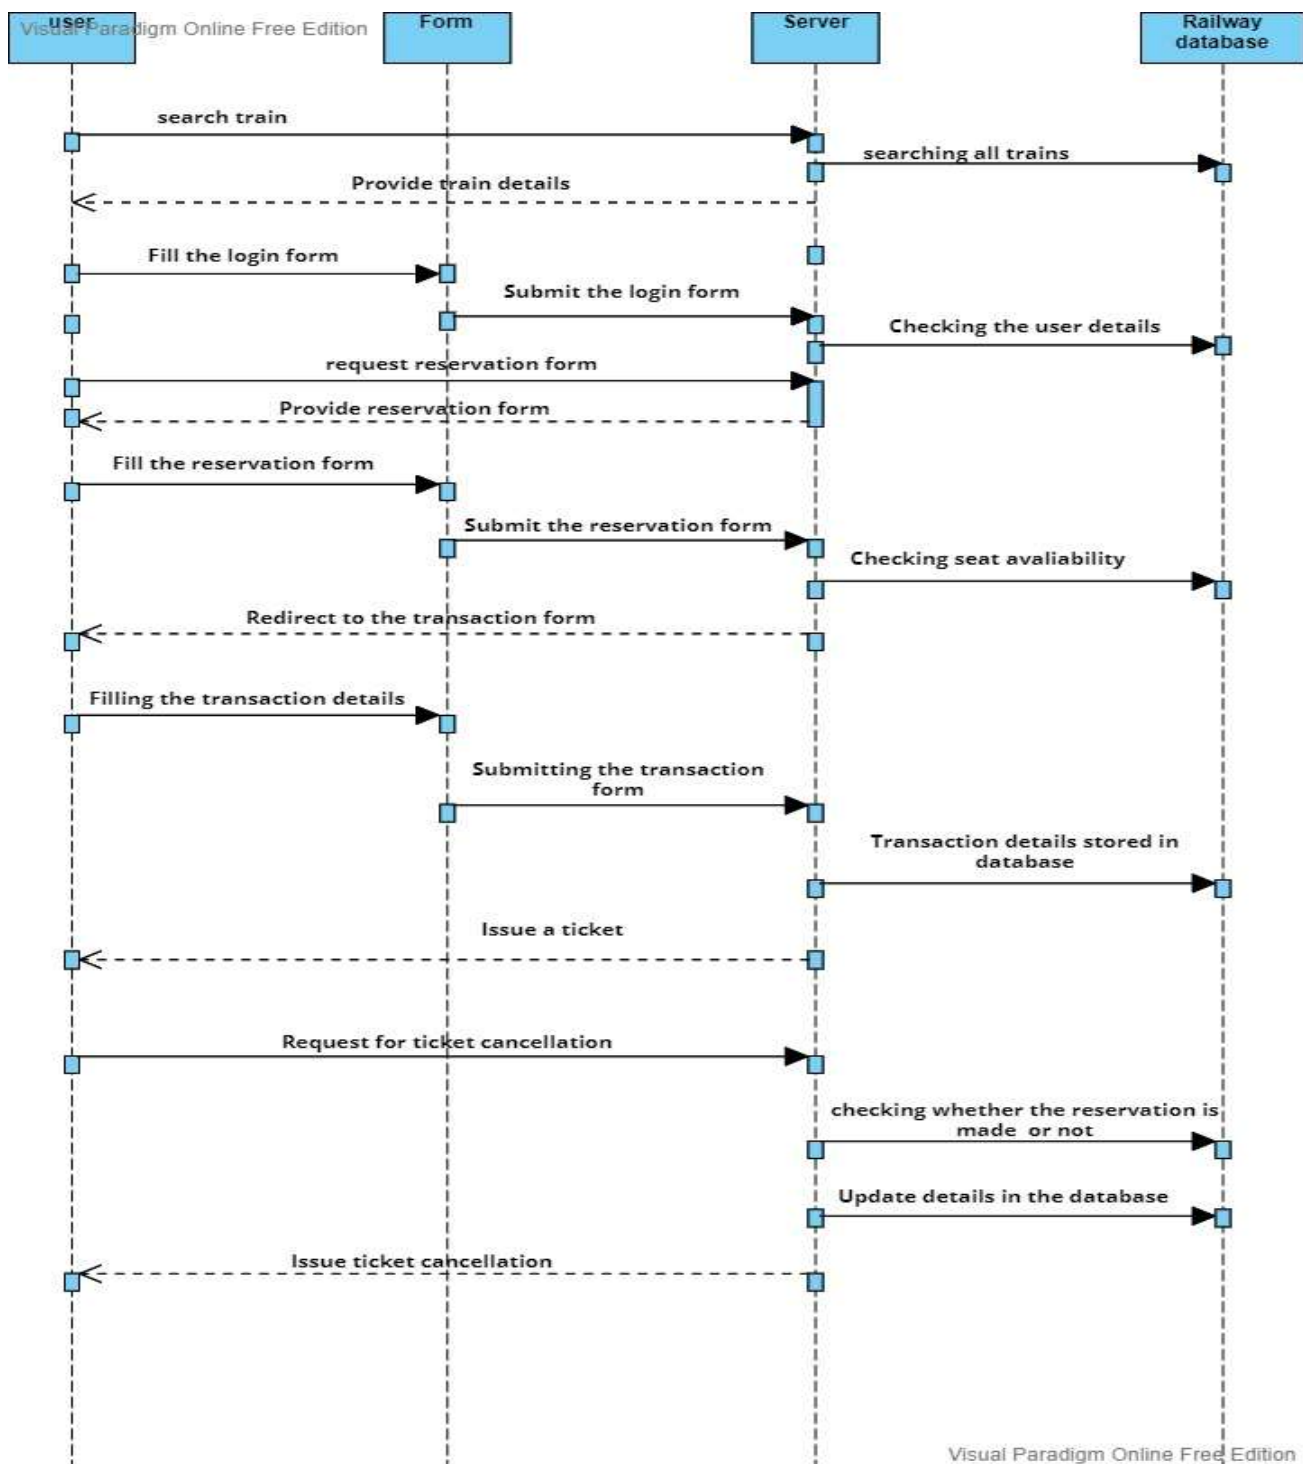 user
Visual Paradigm Online Free Edition
Form
Server
Railway
database
search train
searching all trains
Provide train details
Fill the login form
Submit the login form
Checking the user details
request reservation form
Provide reservation form
Fill the reservation form
Submit the reservation form
Checking seat avaliability
Redirect to the transaction form
Filling the transaction details
Submitting the transaction
form
Transaction details stored in
database
Issue a ticket
Request for ticket cancellation
checking whether the reservation is
made or not
Update details in the database
Issue ticket cancellation
Visual Paradigm Online Free Edition